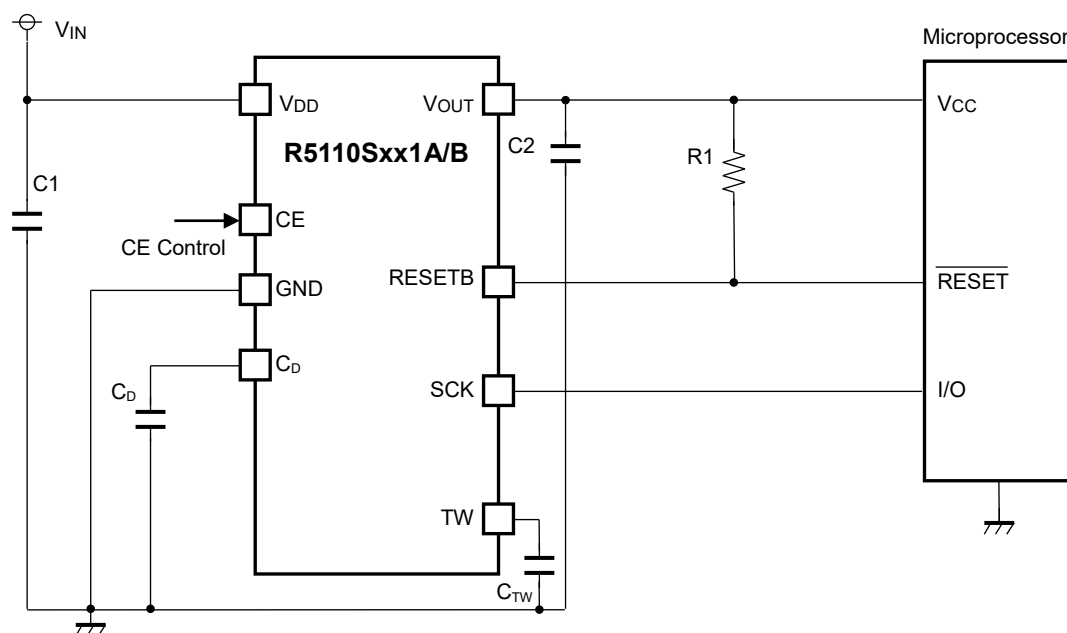 VIN
Microprocessor
VDD
VOUT
VCC
R5110Sxx1A/B
C2
R1
C1
CE
CE Control
GND
RESETB
RESET
CD
CD
SCK
I/O
TW
CTW